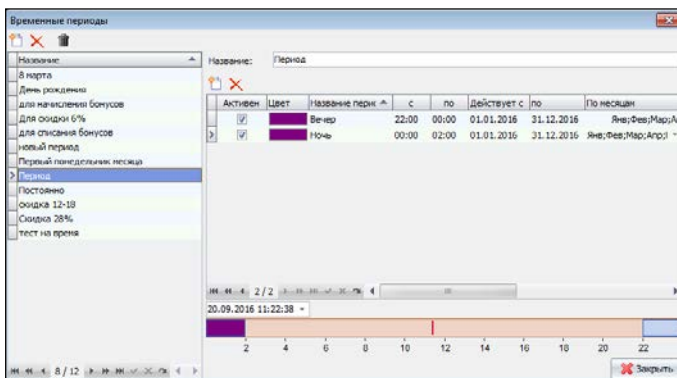 Временные периоды
Название
8 марта
День рождения
для начисления бонусов
Для скидки 6%
для списания бонусов
новый период
Первый понедельник месяца
Период
Постоянно
скидка 12-18
Скидка 28%
тест на время
8 / 12
Название: Период
Активен Цвет Название перис с по Действует с по По месяцам
Вечер 22:00 00:00 01.01.2016 31.12.2016 Янв;Фев;Мар;А
Ночь 00:00 02:00 01.01.2016 31.12.2016 Янв;Фев;Мар;Апр;I
2 / 2
20.09.2016 11:22:38
2 4 6 8 10 12 14 16 18 20 22
Закрыть